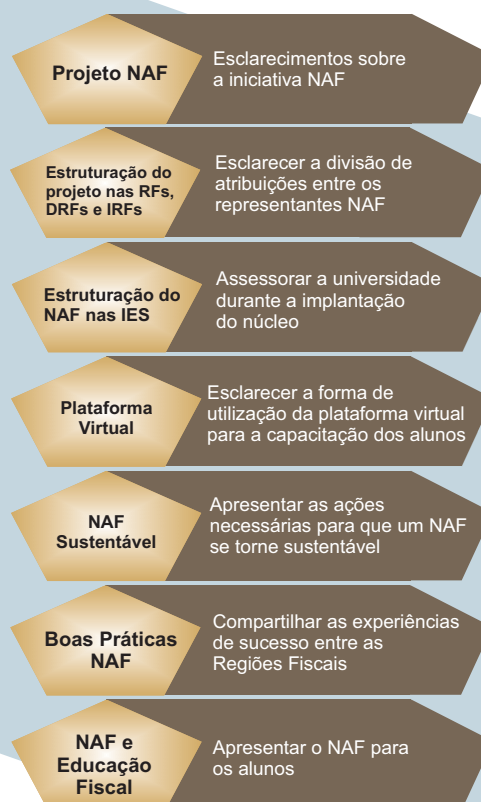 Projeto NAF
Esclarecimentos sobre
a iniciativa NAF
Estruturação do
projeto nas RFs,
DRFs e IRFs
Esclarecer a divisão de
atribuições entre os
representantes NAF
Estruturação do
NAF nas IES
Assessorar a universidade
durante a implantação
do núcleo
Plataforma
Virtual
Esclarecer a forma de
utilização da plataforma virtual
para a capacitação dos alunos
NAF
Sustentável
Apresentar as ações
necessárias para que um NAF
se torne sustentável
Boas Práticas
NAF
Compartilhar as experiências
de sucesso entre as
Regiões Fiscais
NAF e
Educação
Fiscal
Apresentar o NAF para
os alunos